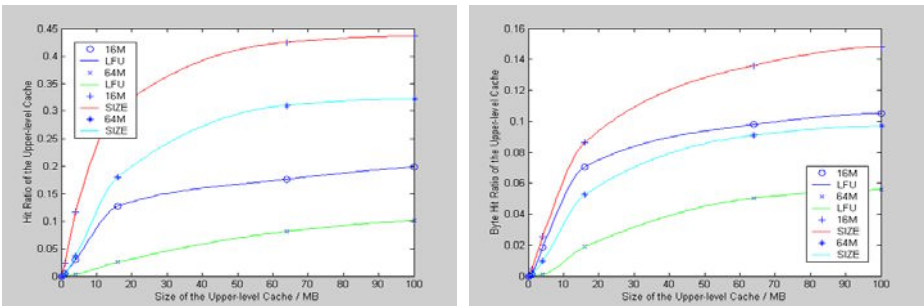 0.45
0.4
0.35
0.3
0.25
0.2
0.15
0.1
0.05
0
Hit Ratio of the Upper-level Cache
16M
LFU
64M
LFU
16M
SIZE
64M
SIZE
0 10 20 30 40 50 60 70 80 90 100
Size of the Upper-level Cache / MB
0.16
0.14
0.12
0.1
0.08
0.06
0.04
0.02
0
Byte Hit Ratio of the Upper-level Cache
16M
LFU
64M
LFU
16M
SIZE
64M
SIZE
0 10 20 30 40 50 60 70 80 90 100
Size of the Upper-level Cache / MB